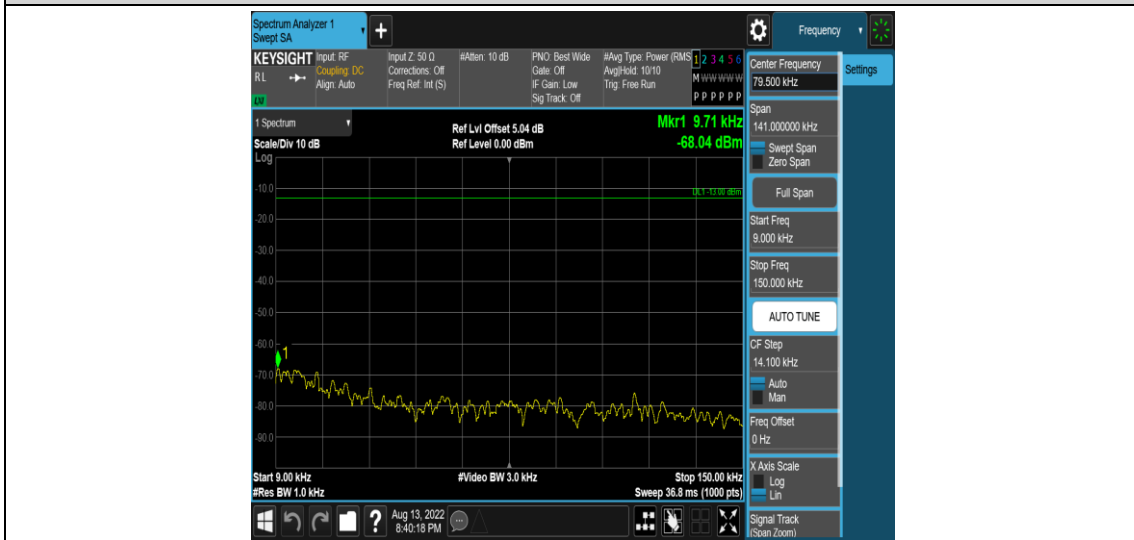 Spectrum Analyzer 1
Swept SA
Frequency
KEYSIGHT
RL
LXI
Input: RF
Coupling: DC
Align: Auto
Input Z: 50 Ω
Corrections: Off
Freq Ref: Int (S)
#Atten: 10 dB
PNO: Best Wide
Gate: Off
IF Gain: Low
Sig Track: Off
#Avg Type: Power (RMS
Avg|Hold: 10/10
Trig: Free Run
1 2 3 4 5 6
M W W W W W
P P P P P P
1 Spectrum
Scale/Div 10 dB
Log
Ref Lvl Offset 5.04 dB
Ref Level 0.00 dBm
Mkr1 9.71 kHz
-68.04 dBm
DL1 -13.00 dBm
-10.0
-20.0
-30.0
-40.0
-50.0
-60.0
-70.0
-80.0
-90.0
1
Start 9.00 kHz
#Res BW 1.0 kHz
#Video BW 3.0 kHz
Stop 150.00 kHz
Sweep 36.8 ms (1000 pts)
Aug 13, 2022
8:40:18 PM
Center Frequency
79.500 kHz
Span
141.000000 kHz
Swept Span
Zero Span
Full Span
Start Freq
9.000 kHz
Stop Freq
150.000 kHz
AUTO TUNE
CF Step
14.100 kHz
Auto
Man
Freq Offset
0 Hz
X Axis Scale
Log
Lin
Signal Track
(Span Zoom)
Settings